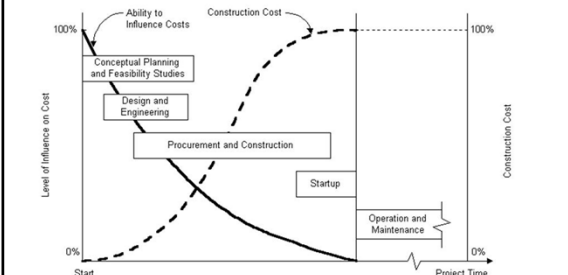 Ability to
Influence Costs
Construction Cost
100%
100%
Conceptual Planning
and Feasibility Studies
Design and
Engineering
Level of Influence on Cost
Procurement and Construction
Construction Cost
Startup
Operation and
Maintenance
0%
0%
Start
Project Time